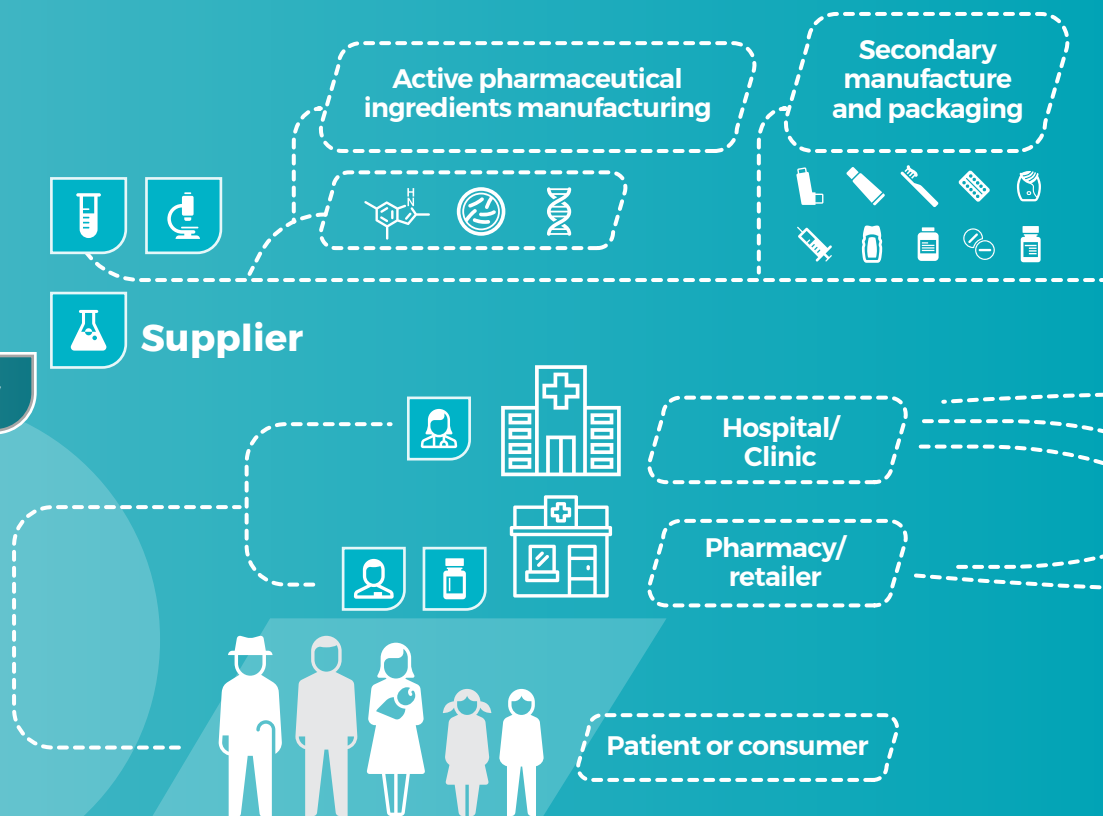 Active pharmaceutical
ingredients manufacturing
Secondary
manufacture
and packaging
H
N
Supplier
Hospital/
Clinic
Pharmacy/
retailer
Patient or consumer